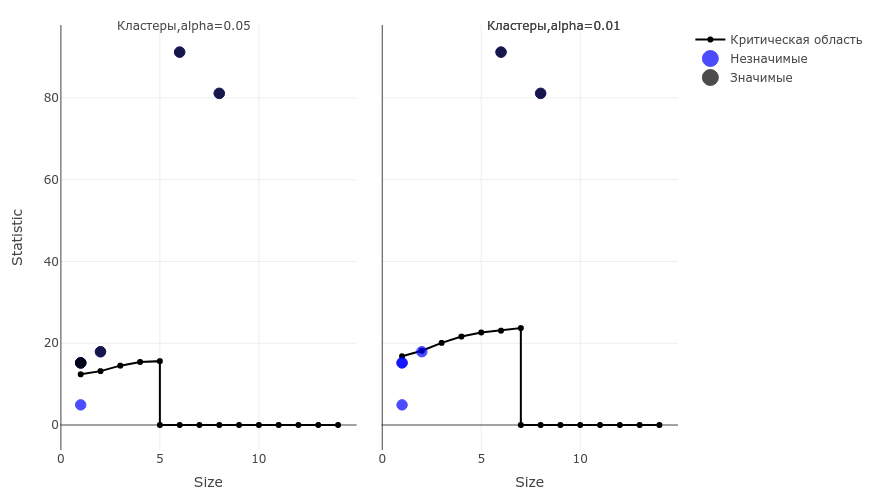 Кластеры,alpha=0.05
Кластеры,alpha=0.01
Критическая область
Незначимые
Значимые
80
60
40
20
0
Statistic
0 5 10
0 5 10
Size
Size